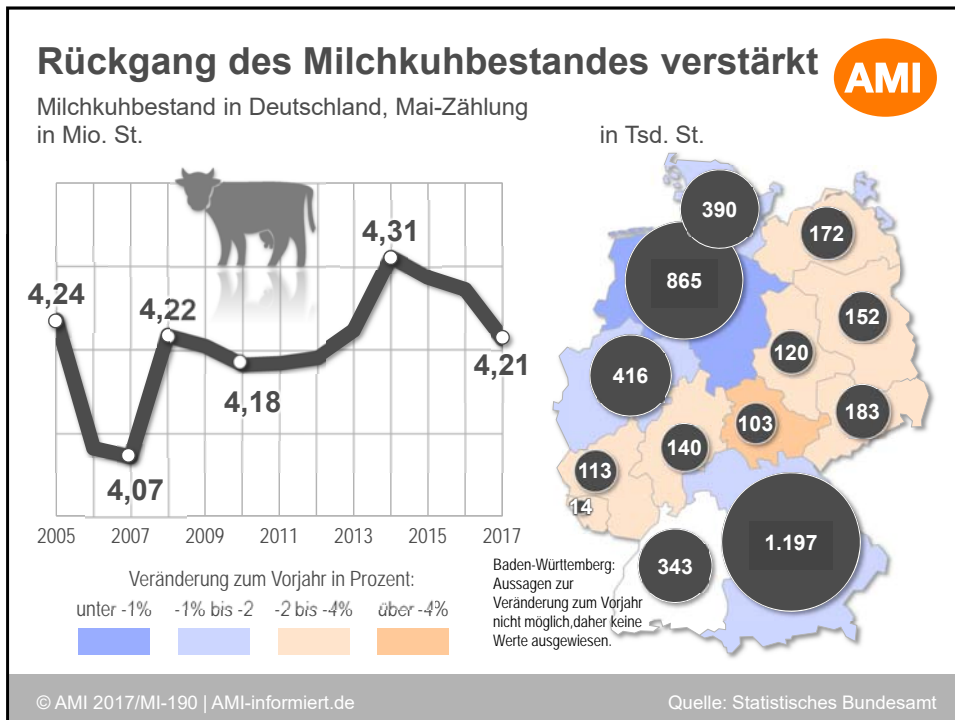 Rückgang des Milchkuhbestandes verstärkt
AMI
Milchkuhbestand in Deutschland, Mai-Zählung
in Mio. St.
in Tsd. St.
4,24
4,07
4,22
4,18
4,31
4,21
2005
2007
2009
2011
2013
2015
2017
390
172
865
152
120
416
183
103
140
113
14
1.197
343
Baden-Württemberg:
Aussagen zur
Veränderung zum Vorjahr
nicht möglich,daher keine
Werte ausgewiesen.
Veränderung zum Vorjahr in Prozent:
unter -1%
-1% bis -2
-2 bis -4%
über -4%
© AMI 2017/MI-190 | AMI-informiert.de
Quelle: Statistisches Bundesamt